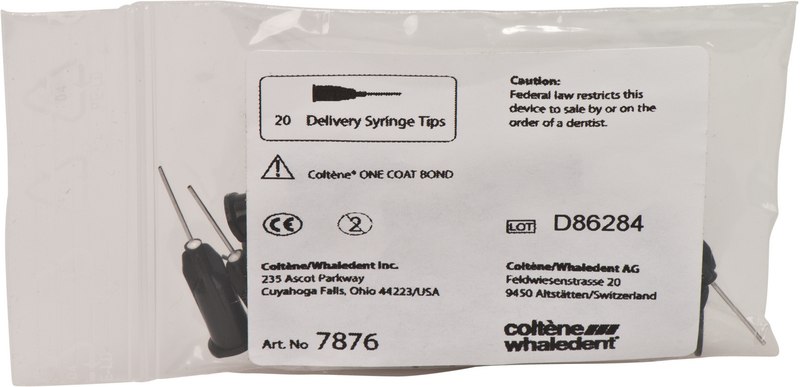 20 Delivery Syringe Tips
Caution:
Federal law restricts this
device to sale by or on the
order of a dentist.
Coltène® ONE COAT BOND
CE
2
LOT D86284
Coltène/Whaledent Inc.
235 Ascot Parkway
Cuyahoga Falls, Ohio 44223/USA
Coltène/Whaledent AG
Feldwiesenstrasse 20
9450 Altstätten/Switzerland
Art. No 7876
coltène
whaledent®